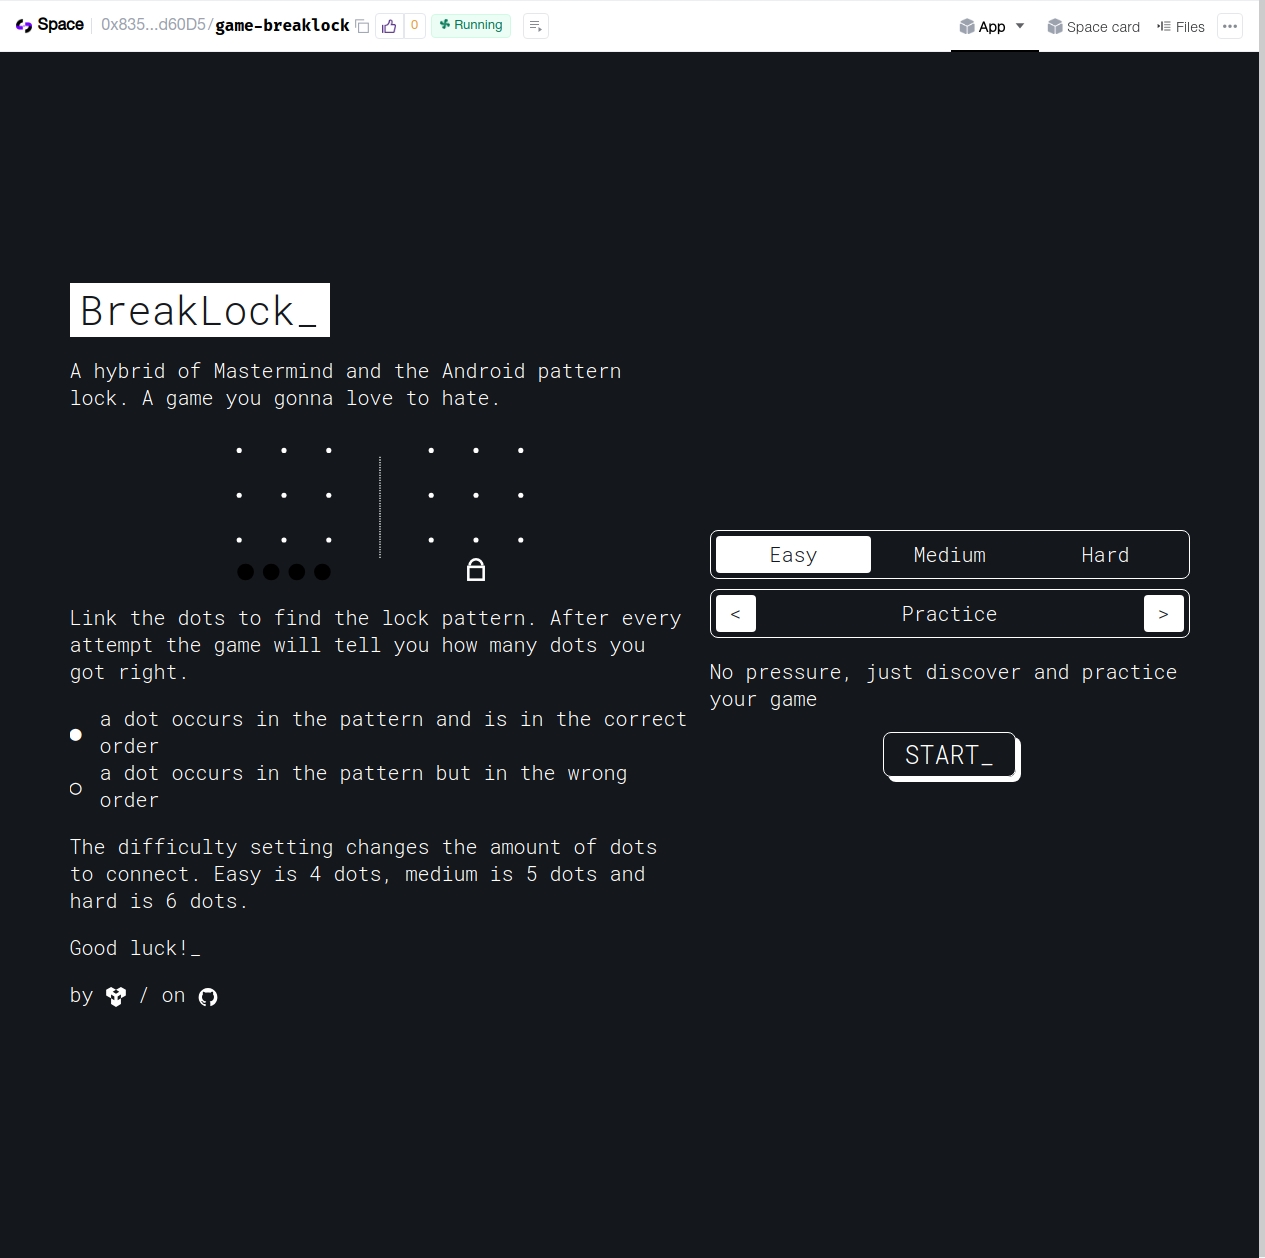 Space 0x835...d60D5/game-breaklock 0 Running App Space card Files
BreakLock_
A hybrid of Mastermind and the Android pattern
lock. A game you gonna love to hate.
Link the dots to find the lock pattern. After every
attempt the game will tell you how many dots you
got right.
a dot occurs in the pattern and is in the correct
order
a dot occurs in the pattern but in the wrong
order
The difficulty setting changes the amount of dots
to connect. Easy is 4 dots, medium is 5 dots and
hard is 6 dots.
Good luck!_
by / on
Easy Medium Hard
< Practice >
No pressure, just discover and practice
your game
START_